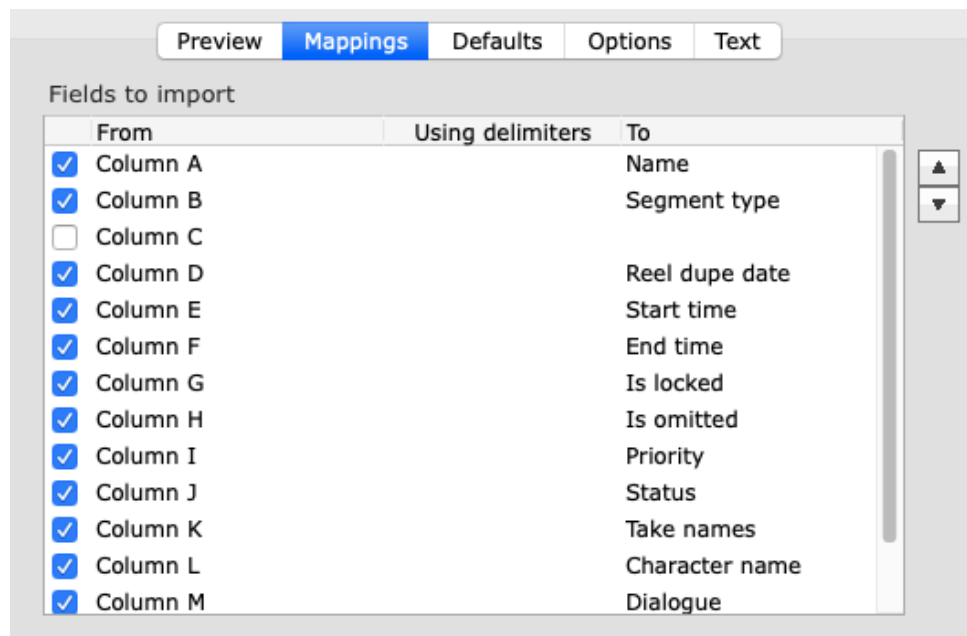 Preview Mappings Defaults Options Text
Fields to import
From Using delimiters To
Column A Name
Column B Segment type
Column C
Column D Reel dupe date
Column E Start time
Column F End time
Column G Is locked
Column H Is omitted
Column I Priority
Column J Status
Column K Take names
Column L Character name
Column M Dialogue